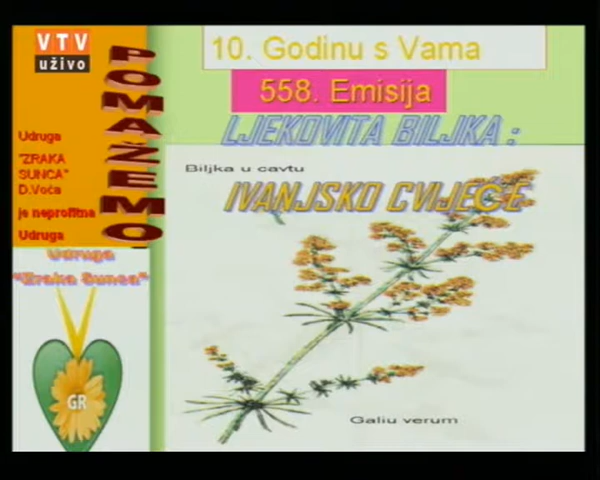 VTV
uživo
POMAŽEMO
10. Godinu s Vama
558. Emisija
LJEKOVITA BILJKA :
IVANJSKO CVIJEĆE
Biljka u cavtu
Udruga
"ZRAKA
SUNCA"
D.Voća
je neprofitna
Udruga
Udruga
"Zraka Sunca"
GR
Galiu verum